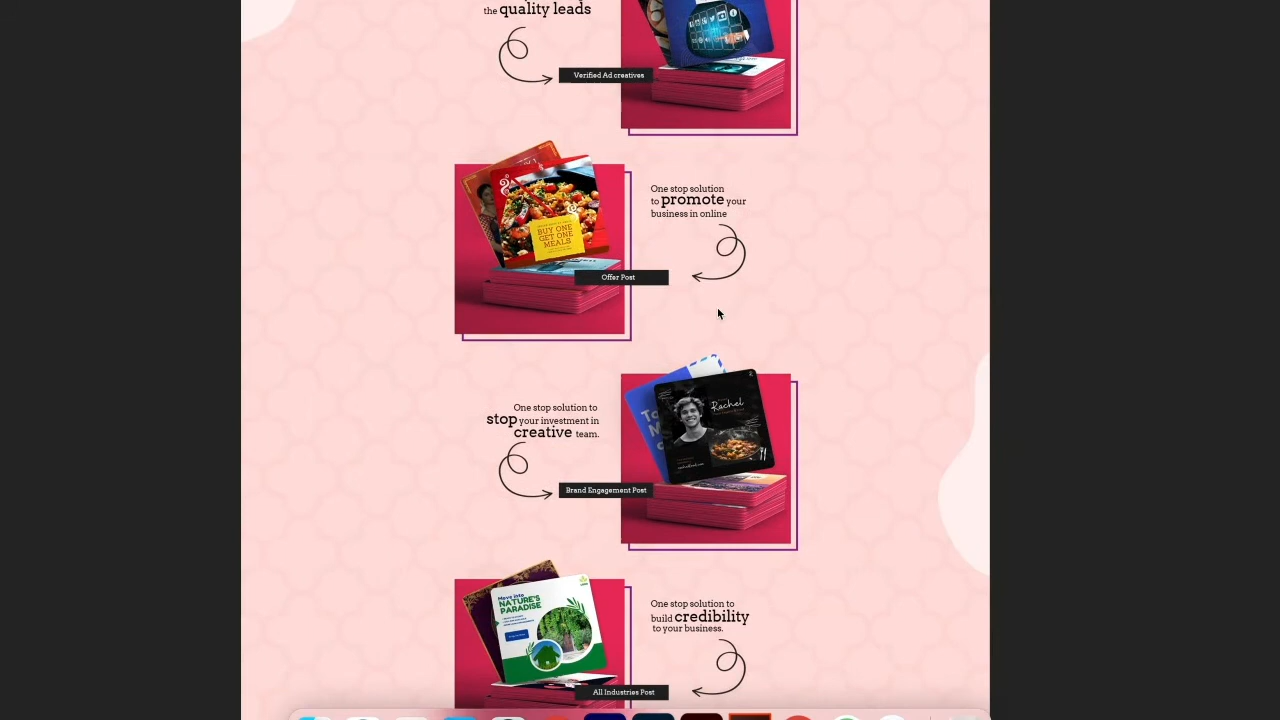 the quality leads
Verified Ad creatives
One stop solution
to promote your
business in online
BUY ONE
GET ONE
MEALS
Offer Post
One stop solution to
stop your investment in
creative team.
Rachel
Brand Engagement Post
Move into
NATURE'S
PARADISE
One stop solution to
build credibility
to your business.
All Industries Post